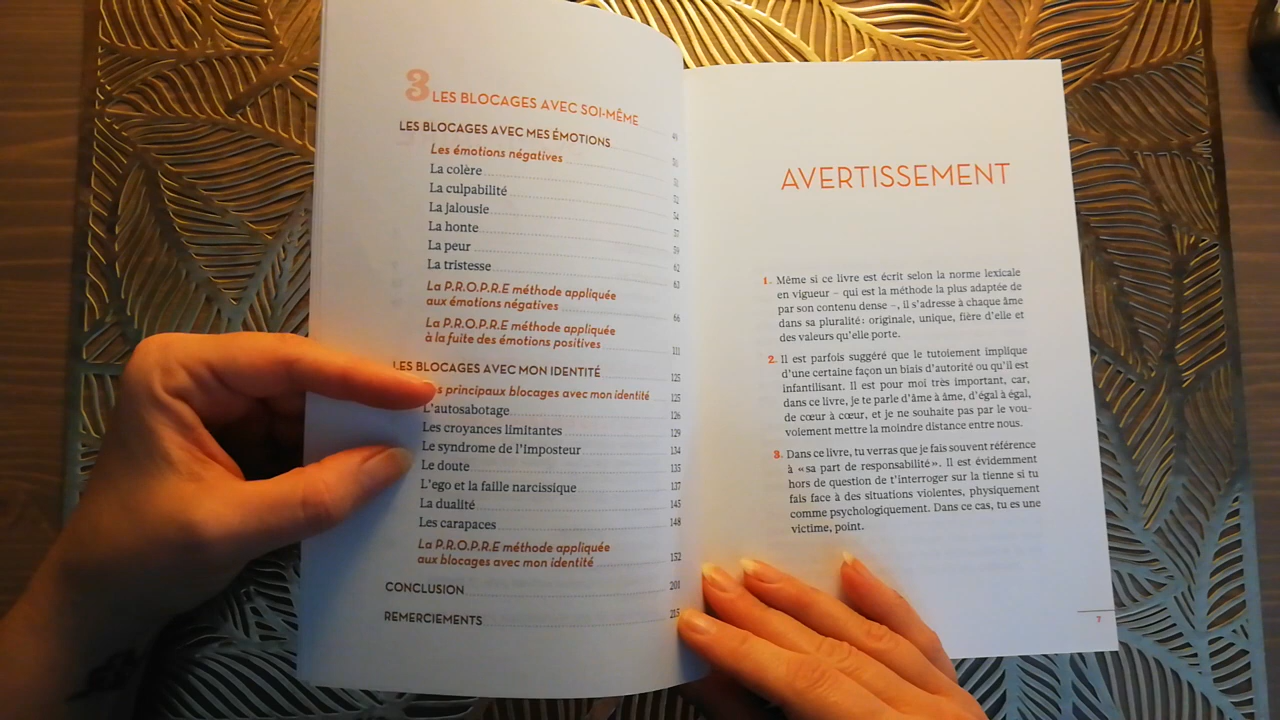 3 LES BLOCAGES AVEC SOI-MÊME
LES BLOCAGES AVEC MES ÉMOTIONS
Les émotions négatives
La colère
La culpabilité
La jalousie
La honte
La peur
La tristesse
La P.R.O.P.R.E méthode appliquée
aux émotions négatives 66
La P.R.O.P.R.E méthode appliquée
à la fuite des émotions positives 111
LES BLOCAGES AVEC MON IDENTITÉ 125
principaux blocages avec mon identité 125
L'autosabotage 126
Les croyances limitantes 129
Le syndrome de l'imposteur 134
Le doute 135
L'ego et la faille narcissique 137
La dualité 145
Les carapaces 148
La P.R.O.P.R.E méthode appliquée
aux blocages avec mon identité 152
CONCLUSION 201
REMERCIEMENTS 215
AVERTISSEMENT
1. Même si ce livre est écrit selon la norme lexicale
en vigueur – qui est la méthode la plus adaptée de
par son contenu dense –, il s'adresse à chaque âme
dans sa pluralité : originale, unique, fière d'elle et
des valeurs qu'elle porte.
2. Il est parfois suggéré que le tutoiement implique
d'une certaine façon un biais d'autorité ou qu'il est
infantilisant. Il est pour moi très important, car,
dans ce livre, je te parle d'âme à âme, d'égal à égal,
de cœur à cœur, et je ne souhaite pas par le vou-
voiement mettre la moindre distance entre nous.
3. Dans ce livre, tu verras que je fais souvent référence
à « sa part de responsabilité ». Il est évidemment
hors de question de t'interroger sur la tienne si tu
fais face à des situations violentes, physiquement
comme psychologiquement. Dans ce cas, tu es une
victime, point.
7